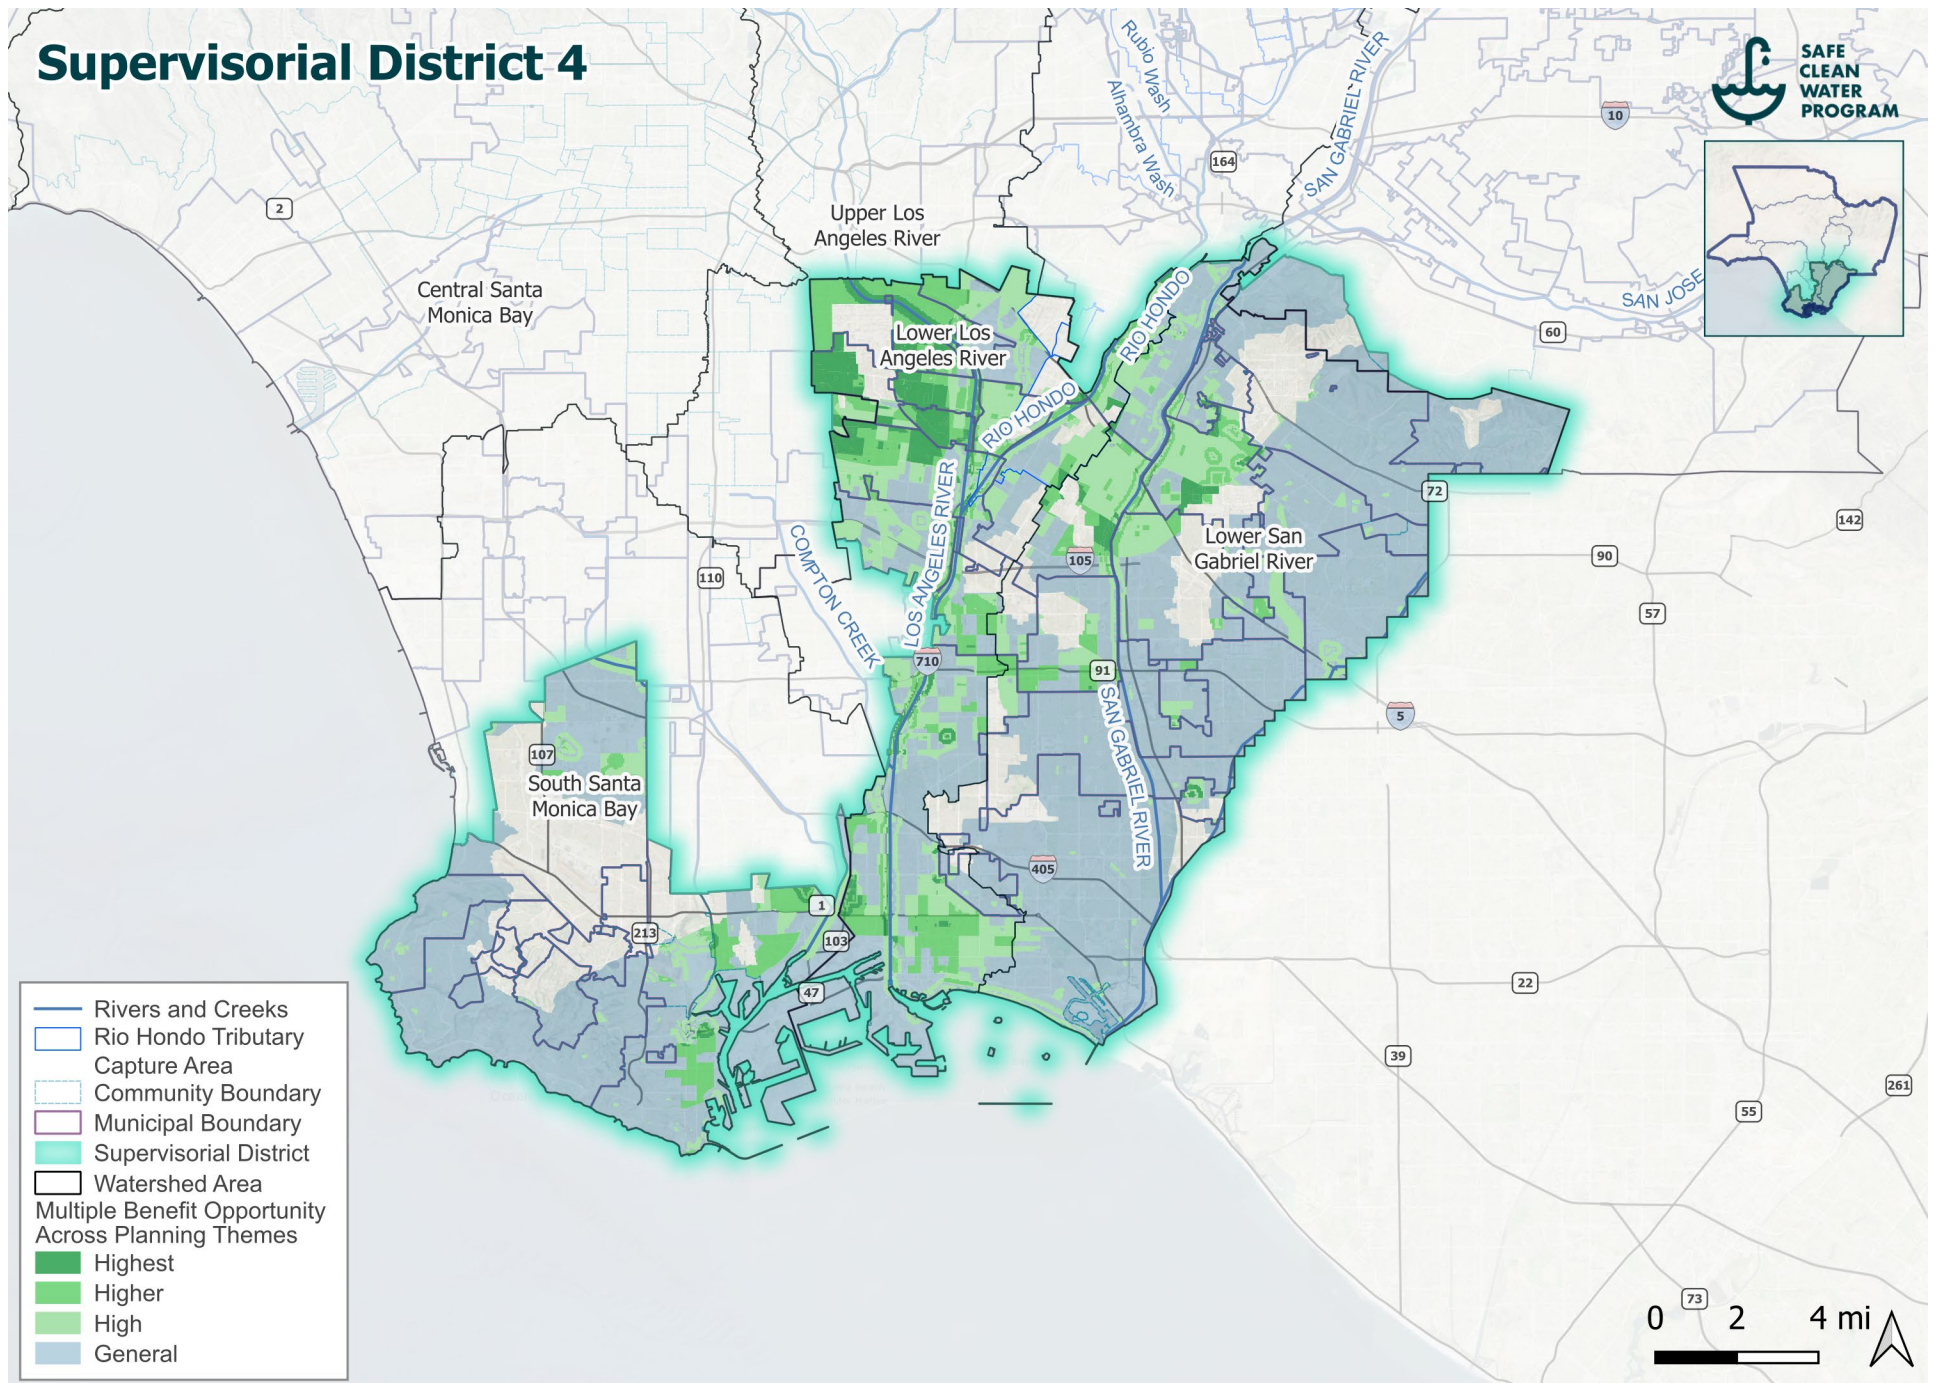 Supervisorial District 4
SAFE
CLEAN
WATER
PROGRAM
Rubio Wash
Alhambra Wash
SAN GABRIEL RIVER
10
164
2
Upper Los
Angeles River
Central Santa
Monica Bay
SAN JOSE
60
RIO HONDO
Lower Los
Angeles River
RIO HONDO
LOS ANGELES RIVER
72
142
COMPTON CREEK
Lower San
Gabriel River
105
90
110
57
710
91
SAN GABRIEL RIVER
5
107
South Santa
Monica Bay
405
1
213
103
47
22
39
261
55
73
Rivers and Creeks
Rio Hondo Tributary
Capture Area
Community Boundary
Municipal Boundary
Supervisorial District
Watershed Area
Multiple Benefit Opportunity
Across Planning Themes
Highest
Higher
High
General
0 2 4 mi